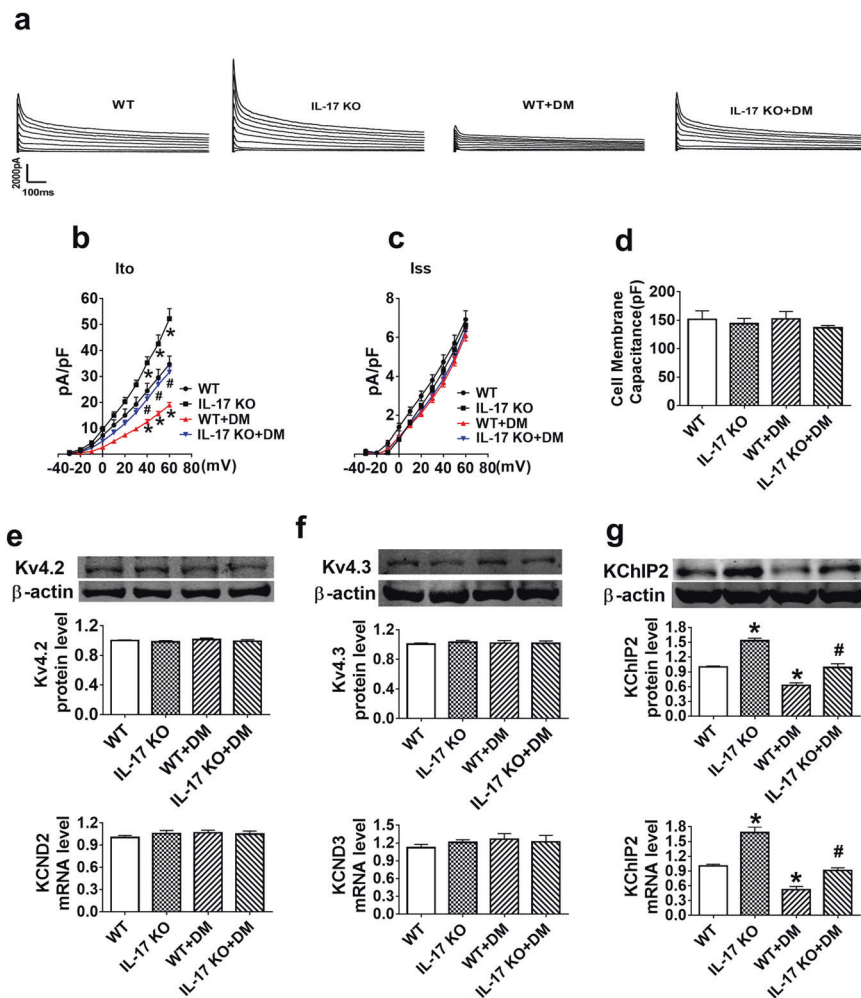 a
WT
IL-17 KO
WT+DM
IL-17 KO+DM
2000pA
100ms
b
Ito
60
50
40
30
20
10
pA/pF
-40 -20 0 20 40 60 80 (mV)
* * *
# # #
* * *
WT
IL-17 KO
WT+DM
IL-17 KO+DM
c
Iss
8
6
4
2
pA/pF
-40 -20 0 20 40 60 80 (mV)
WT
IL-17 KO
WT+DM
IL-17 KO+DM
d
Cell Membrane
Capacitance(pF)
200
150
100
50
0
WT
IL-17 KO
WT+DM
IL-17 KO+DM
e
Kv4.2
β-actin
Kv4.2
protein level
1.2
0.8
0.4
0.0
WT
IL-17 KO
WT+DM
IL-17 KO+DM
KCND2
mRNA level
1.2
0.9
0.6
0.3
0.0
WT
IL-17 KO
WT+DM
IL-17 KO+DM
f
Kv4.3
β-actin
Kv4.3
protein level
1.2
0.8
0.4
0.0
WT
IL-17 KO
WT+DM
IL-17 KO+DM
KCND3
mRNA level
1.5
1.2
0.9
0.6
0.3
0.0
WT
IL-17 KO
WT+DM
IL-17 KO+DM
g
KChIP2
β-actin
KChIP2
protein level
1.8
1.5
1.2
0.9
0.6
0.3
0.0
* * #
WT
IL-17 KO
WT+DM
IL-17 KO+DM
KChIP2
mRNA level
1.8
1.5
1.2
0.9
0.6
0.3
0.0
* * #
WT
IL-17 KO
WT+DM
IL-17 KO+DM